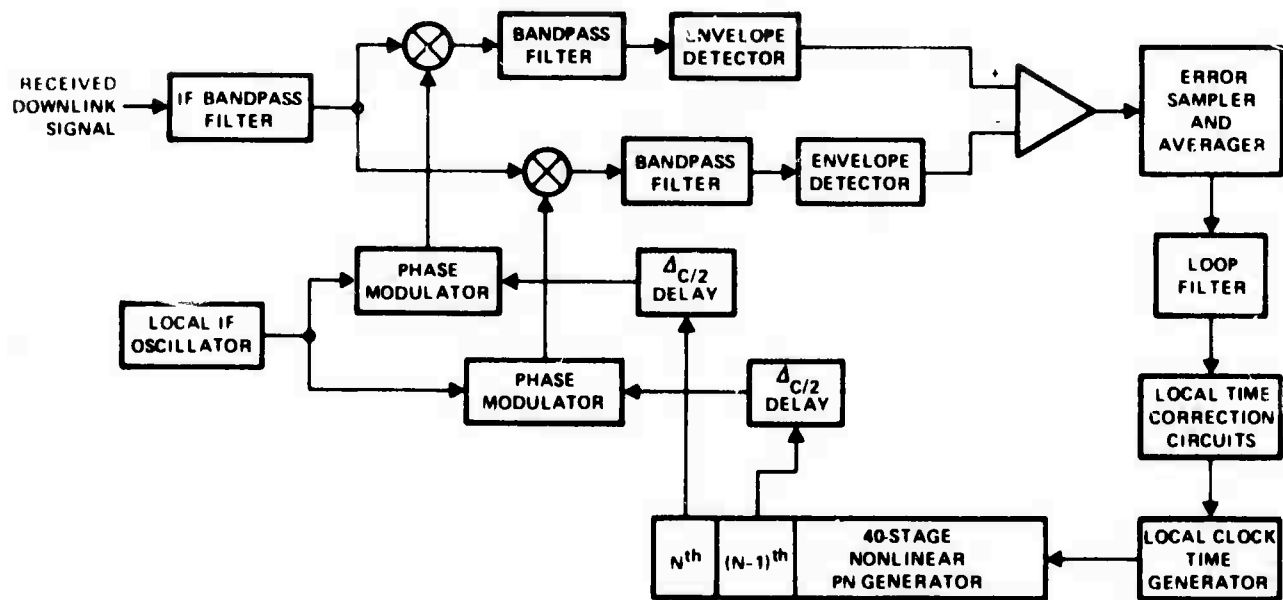 RECEIVED
DOWNLINK
SIGNAL
IF BANDPASS
FILTER
BANDPASS
FILTER
ENVELOPE
DETECTOR
+
-
ERROR
SAMPLER
AND
AVERAGER
BANDPASS
FILTER
ENVELOPE
DETECTOR
LOOP
FILTER
PHASE
MODULATOR
ΔC/2
DELAY
LOCAL IF
OSCILLATOR
PHASE
MODULATOR
ΔC/2
DELAY
LOCAL TIME
CORRECTION
CIRCUITS
Nth
(N-1)th
40-STAGE
NONLINEAR
PN GENERATOR
LOCAL CLOCK
TIME
GENERATOR